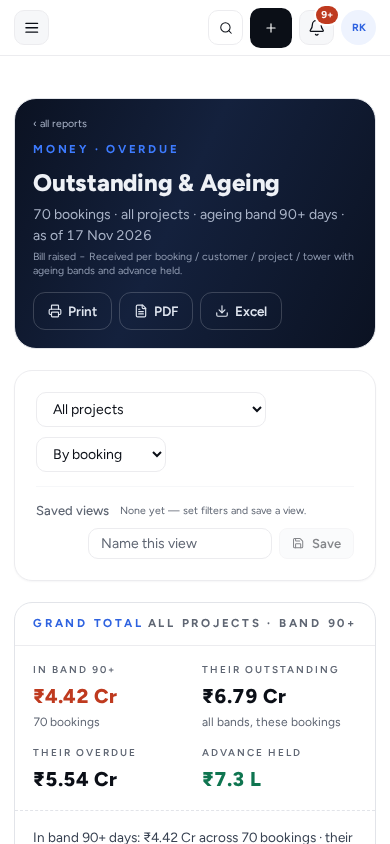 9+
RK
‹ all reports
MONEY · OVERDUE
Outstanding & Ageing
70 bookings · all projects · ageing band 90+ days ·
as of 17 Nov 2026
Bill raised − Received per booking / customer / project / tower with
ageing bands and advance held.
Print PDF Excel
All projects
By booking
Saved views None yet — set filters and save a view.
Name this view Save
GRAND TOTAL ALL PROJECTS · BAND 90+
IN BAND 90+ THEIR OUTSTANDING
₹4.42 Cr ₹6.79 Cr
70 bookings all bands, these bookings
THEIR OVERDUE ADVANCE HELD
₹5.54 Cr ₹7.3 L
In band 90+ days: ₹4.42 Cr across 70 bookings · their